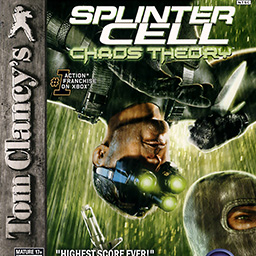 Tom Clancy's
SPLINTER
CELL
CHAOS THEORY
#1 ACTION*
FRANCHISE
ON XBOX
MATURE 17+
"HIGHEST SCORE EVER!"